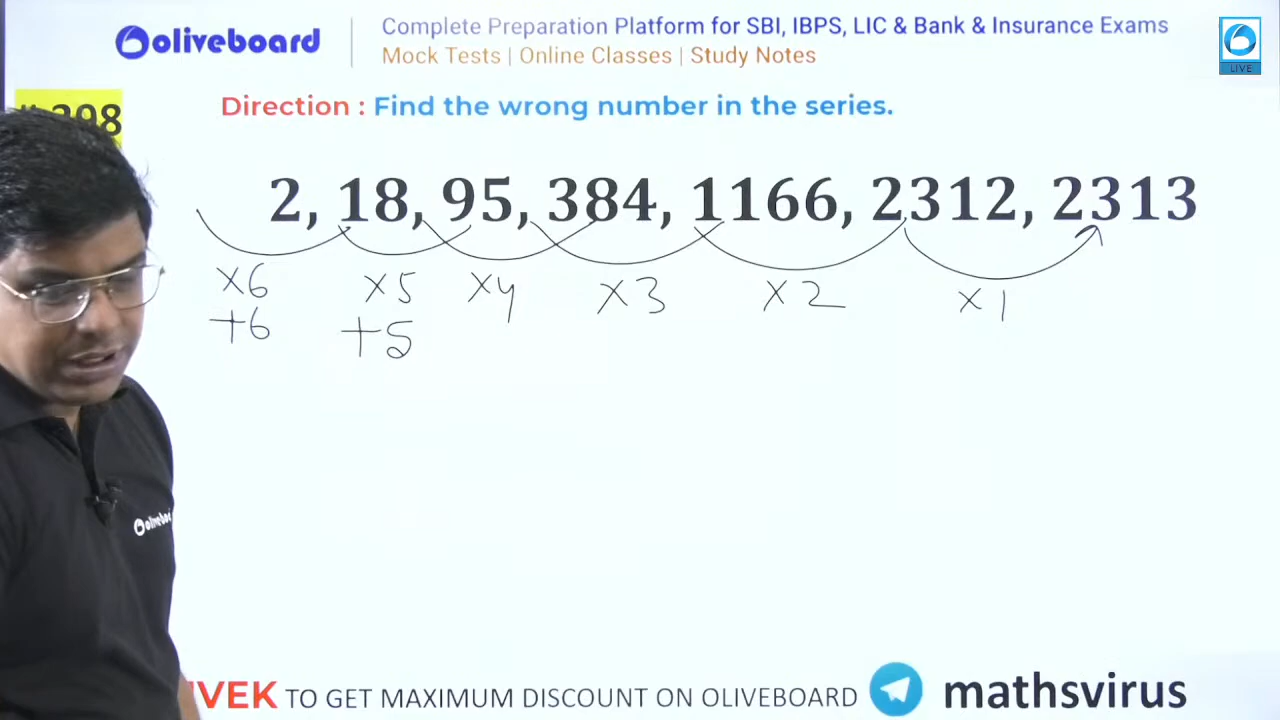 oliveboard
Complete Preparation Platform for SBI, IBPS, LIC & Bank & Insurance Exams
Mock Tests | Online Classes | Study Notes
LIVE
398
Direction : Find the wrong number in the series.
2, 18, 95, 384, 1166, 2312, 2313
×6 ×5 ×4 ×3 ×2 ×1
+6 +5
TO GET MAXIMUM DISCOUNT ON OLIVEBOARD
mathsvirus